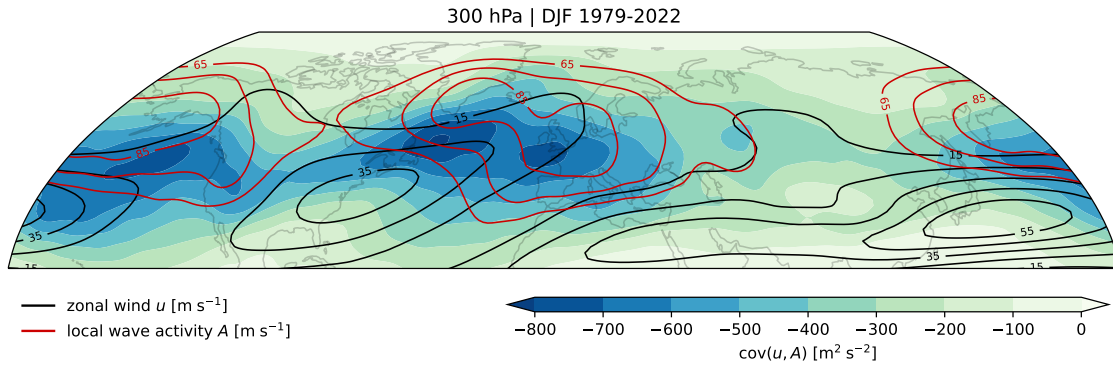 300 hPa | DJF 1979-2022
65
65
65
85
85
85
15
15
35
35
55
35
15
15
zonal wind u [m s⁻¹]
local wave activity A [m s⁻¹]
−800 −700 −600 −500 −400 −300 −200 −100 0
cov(u, A) [m² s⁻²]